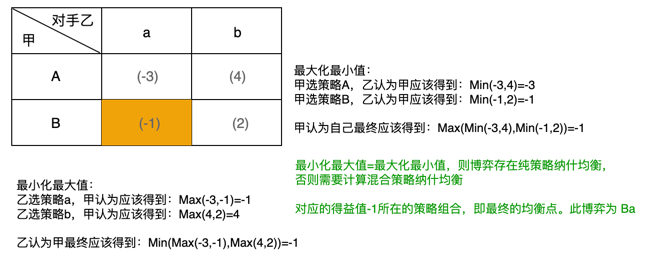 对手乙
甲
a
b
A
(-3)
(4)
B
(-1)
(2)
最大化最小值：
甲选策略A，乙认为甲应该得到：Min(-3,4)=-3
甲选策略B，乙认为甲应该得到：Min(-1,2)=-1
甲认为自己最终应该得到：Max(Min(-3,4),Min(-1,2))=-1
最小化最大值=最大化最小值，则博弈存在纯策略纳什均衡，
否则需要计算混合策略纳什均衡
对应的得益值-1所在的策略组合，即最终的均衡点。此博弈为 Ba
最小化最大值：
乙选策略a，甲认为应该得到：Max(-3,-1)=-1
乙选策略b，甲认为应该得到：Max(4,2)=4
乙认为甲最终应该得到：Min(Max(-3,-1),Max(4,2))=-1